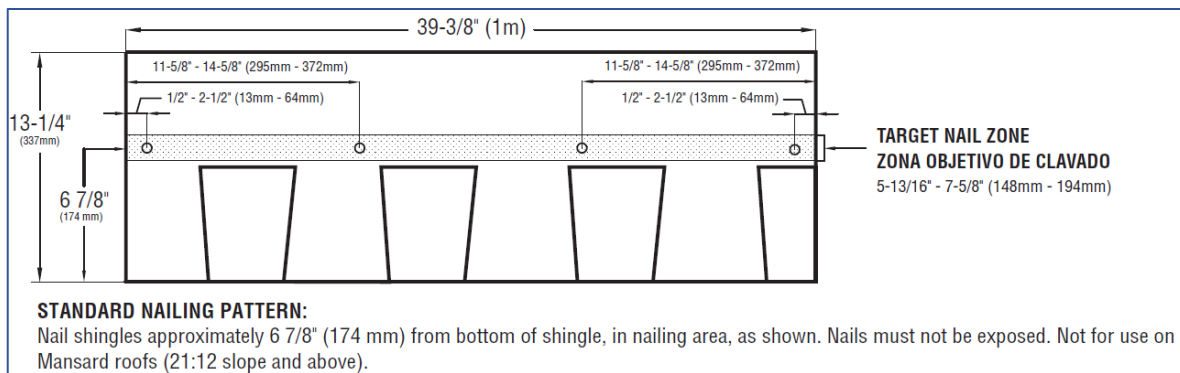 39-3/8" (1m)
11-5/8" - 14-5/8" (295mm - 372mm)
11-5/8" - 14-5/8" (295mm - 372mm)
1/2" - 2-1/2" (13mm - 64mm)
1/2" - 2-1/2" (13mm - 64mm)
13-1/4"
(337mm)
6 7/8"
(174 mm)
TARGET NAIL ZONE
ZONA OBJETIVO DE CLAVADO
5-13/16" - 7-5/8" (148mm - 194mm)
STANDARD NAILING PATTERN:
Nail shingles approximately 6 7/8" (174 mm) from bottom of shingle, in nailing area, as shown. Nails must not be exposed. Not for use on
Mansard roofs (21:12 slope and above).